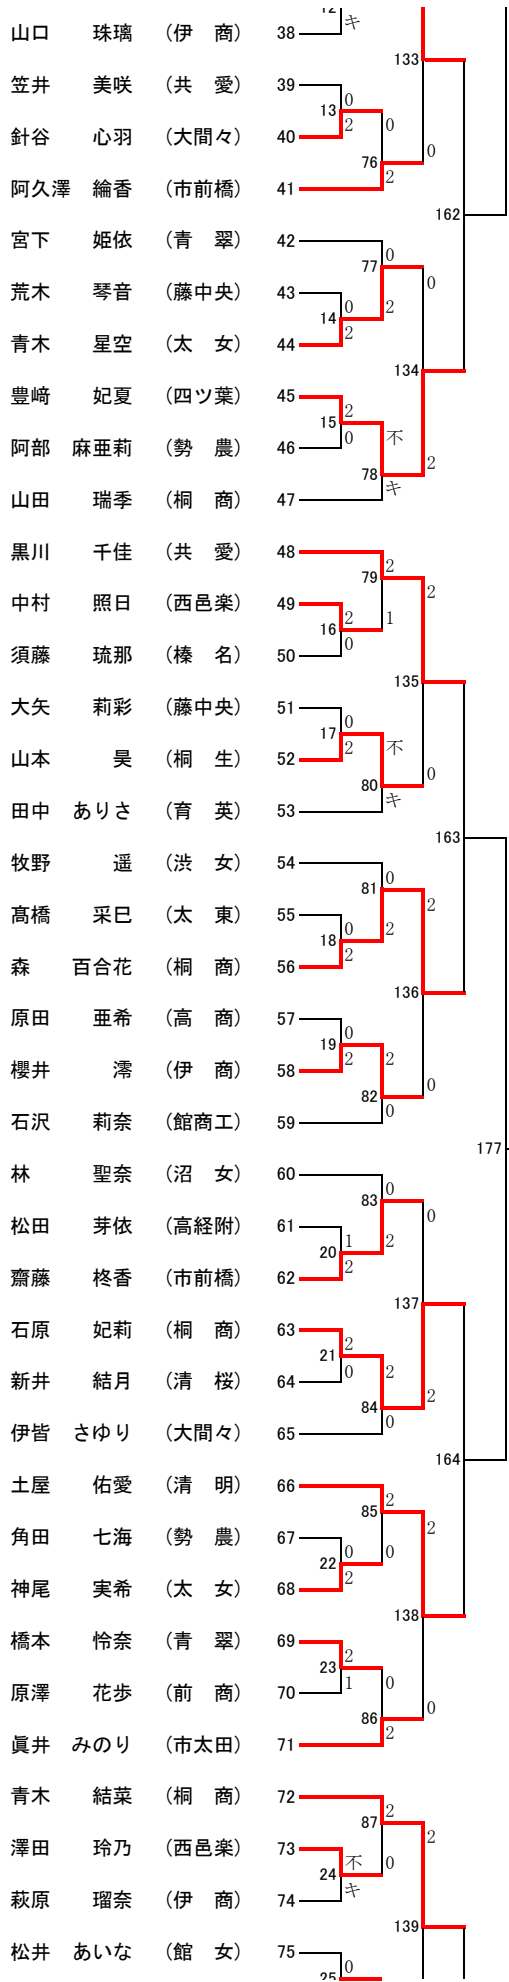 12
山口 珠璃 (伊 商) 38 キ
133
笠井 美咲 (共 愛) 39 0
13 0
針谷 心羽 (大間々) 40 2
76 0
阿久澤 綸香 (市前橋) 41 2
162
宮下 姫依 (青 翠) 42 0
77 0
荒木 琴音 (藤中央) 43 0 2
14
青木 星空 (太 女) 44 2
134
豊﨑 妃夏 (四ツ葉) 45 2
15 不
阿部 麻亜莉 (勢 農) 46 0
78 2
山田 瑞季 (桐 商) 47 キ
黒川 千佳 (共 愛) 48 2
79 2
中村 照日 (西邑楽) 49 2 1
16
須藤 琉那 (榛 名) 50 0
135
大矢 莉彩 (藤中央) 51 0
17 不
山本 昊 (桐 生) 52 2
80 0
田中 ありさ (育 英) 53 キ
163
牧野 遥 (渋 女) 54 0
81 2
髙橋 采巳 (太 東) 55 0 2
18
森 百合花 (桐 商) 56 2
136
原田 亜希 (高 商) 57 0
19 2
櫻井 澪 (伊 商) 58 2
82 0
石沢 莉奈 (館商工) 59 0
177
林 聖奈 (沼 女) 60 0
83 0
松田 芽依 (高経附) 61 1 2
20
齋藤 柊香 (市前橋) 62 2
137
石原 妃莉 (桐 商) 63 2
21 2
新井 結月 (清 桜) 64 0
84 2
伊皆 さゆり (大間々) 65 0
164
土屋 佑愛 (清 明) 66 2
85 2
角田 七海 (勢 農) 67 0 0
22
神尾 実希 (太 女) 68 2
138
橋本 怜奈 (青 翠) 69 2
23 0
原澤 花歩 (前 商) 70 1
86 0
眞井 みのり (市太田) 71 2
青木 結菜 (桐 商) 72 2
87 2
澤田 玲乃 (西邑楽) 73 不 0
24
萩原 瑠奈 (伊 商) 74 キ
139
松井 あいな (館 女) 75 0
25